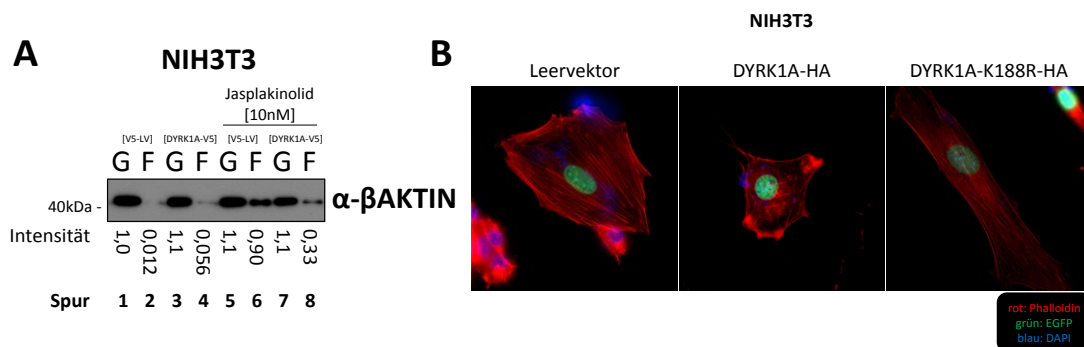 A
NIH3T3
Jasplakinolid
[10nM]
[V5-LV] [DYRK1A-V5] [V5-LV] [DYRK1A-V5]
G F G F G F G F
40kDa -
α-βAKTIN
Intensität 1,0 0,012 1,1 0,056 1,1 0,90 1,1 0,33
Spur 1 2 3 4 5 6 7 8
B
NIH3T3
Leervektor DYRK1A-HA DYRK1A-K188R-HA
rot: Phalloidin
grün: EGFP
blau: DAPI